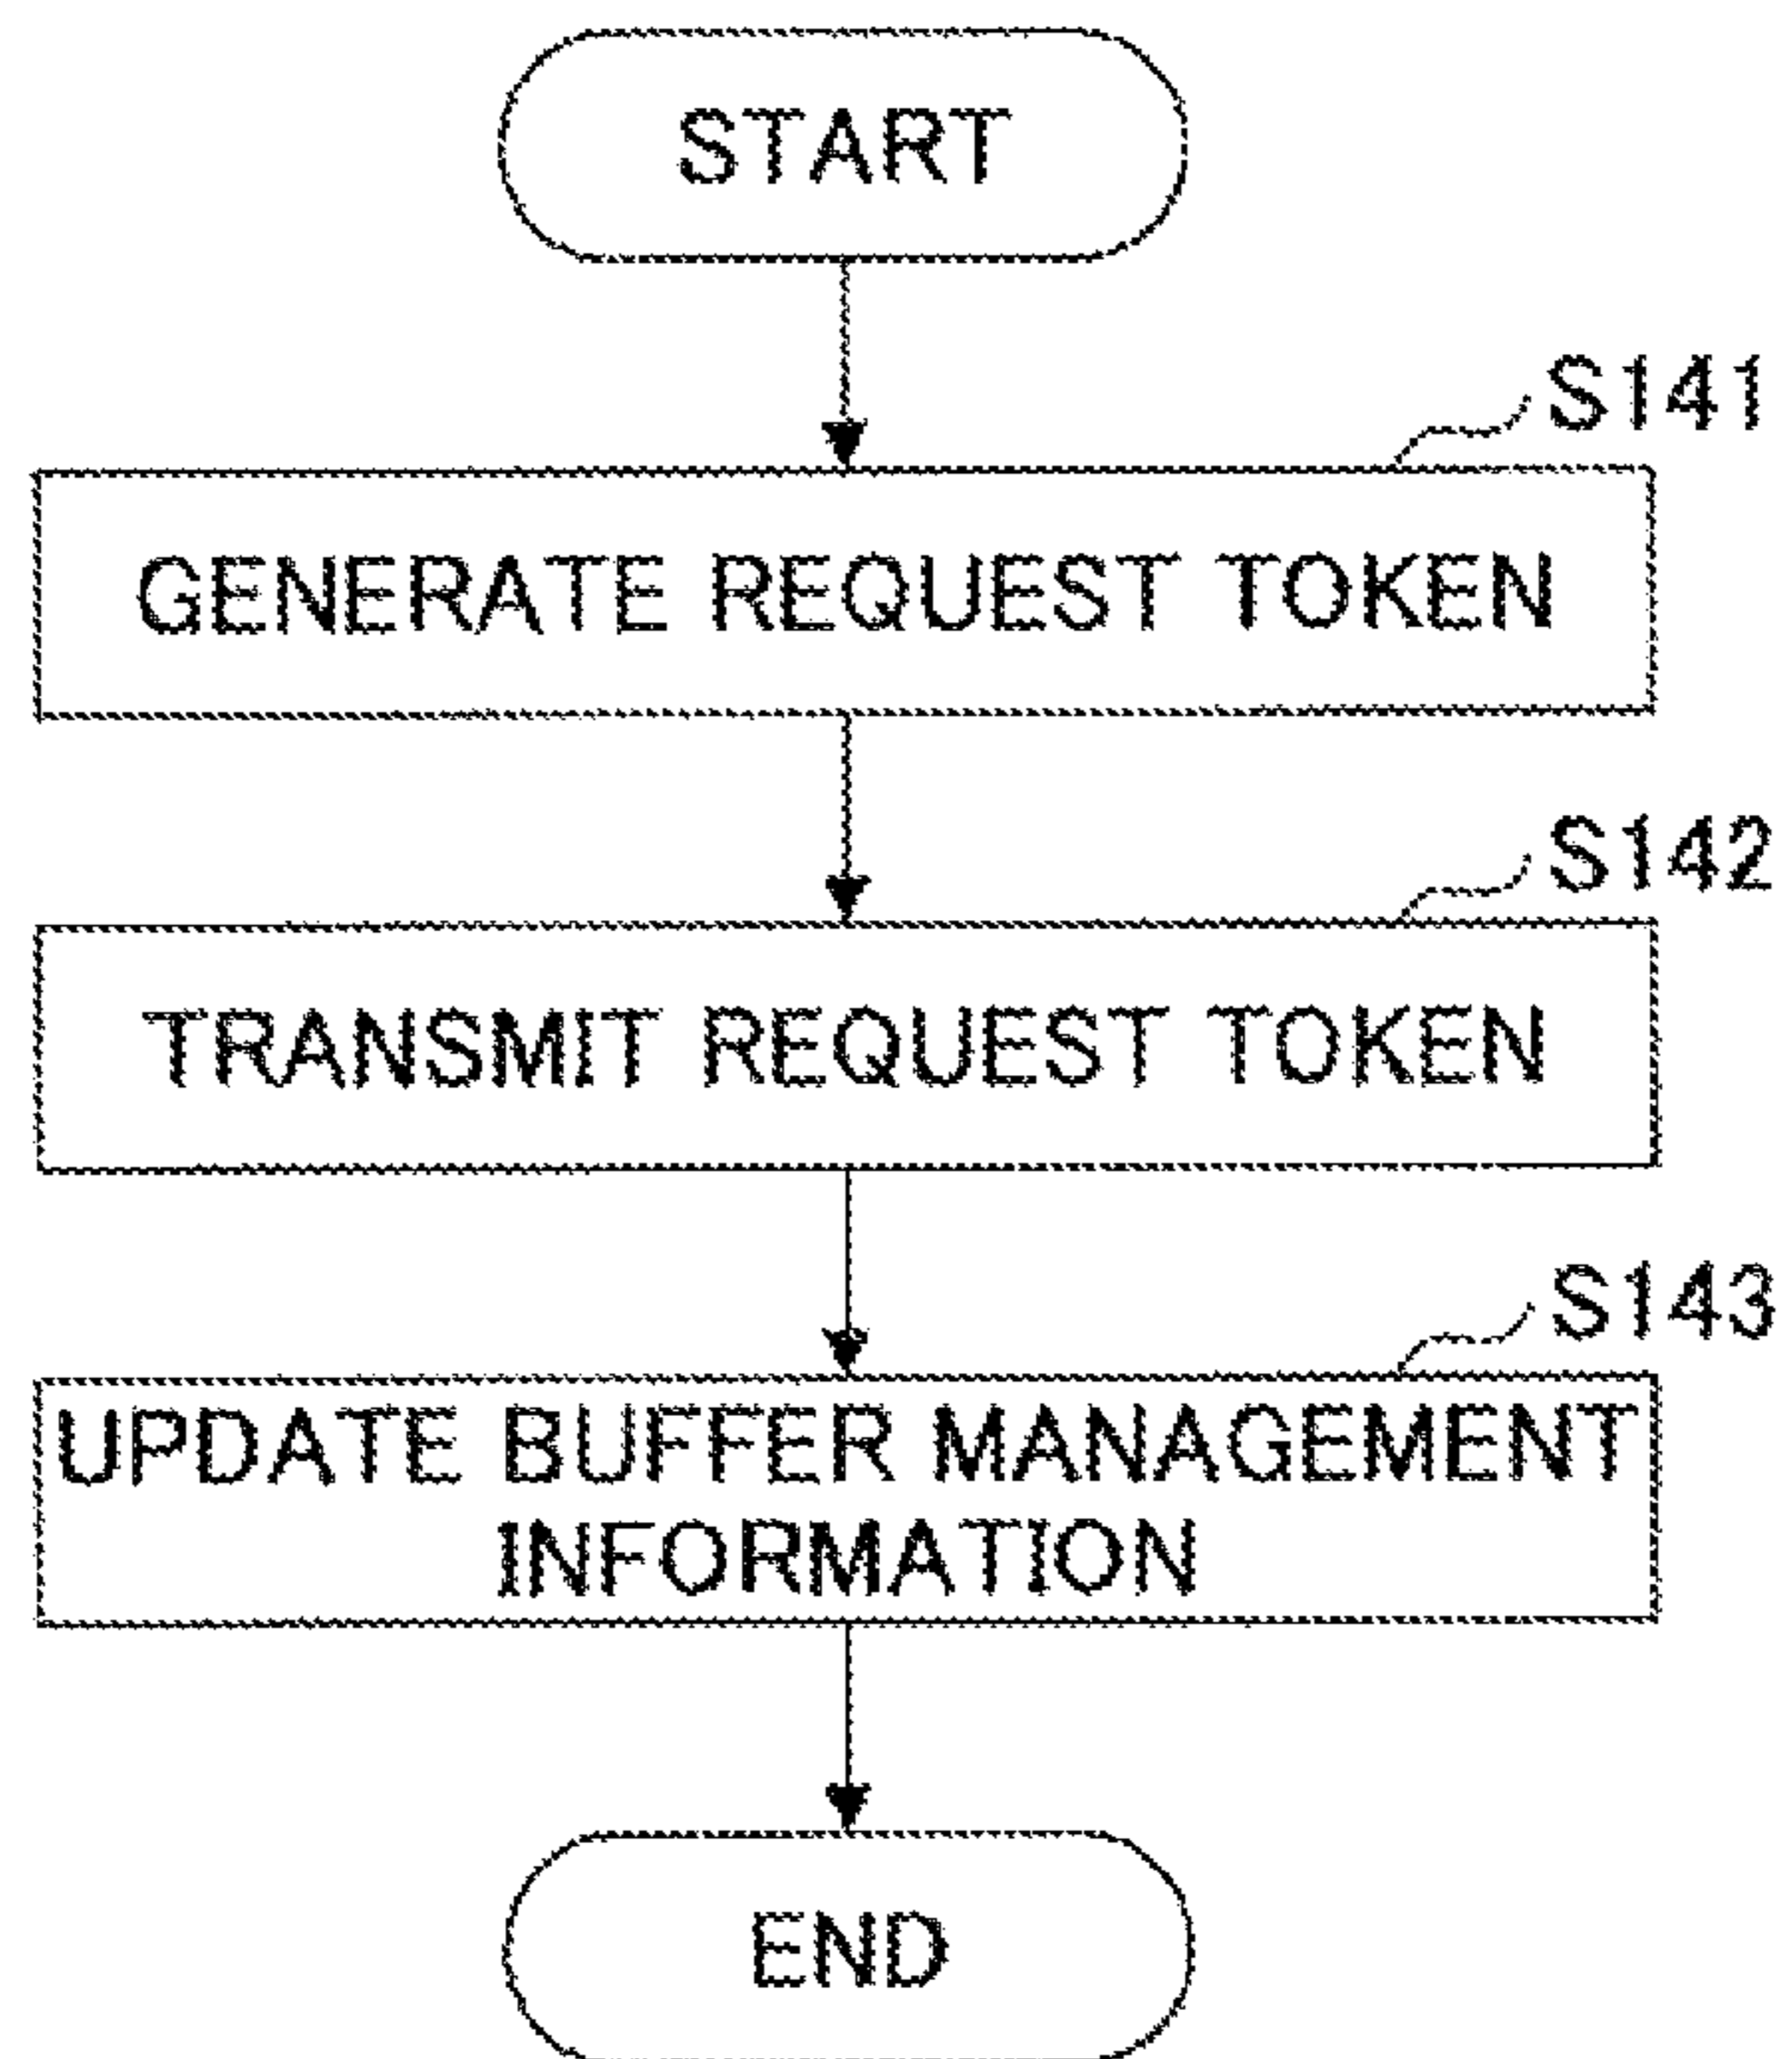 START
S141
GENERATE REQUEST TOKEN
S142
TRANSMIT REQUEST TOKEN
S143
UPDATE BUFFER MANAGEMENT
INFORMATION
END